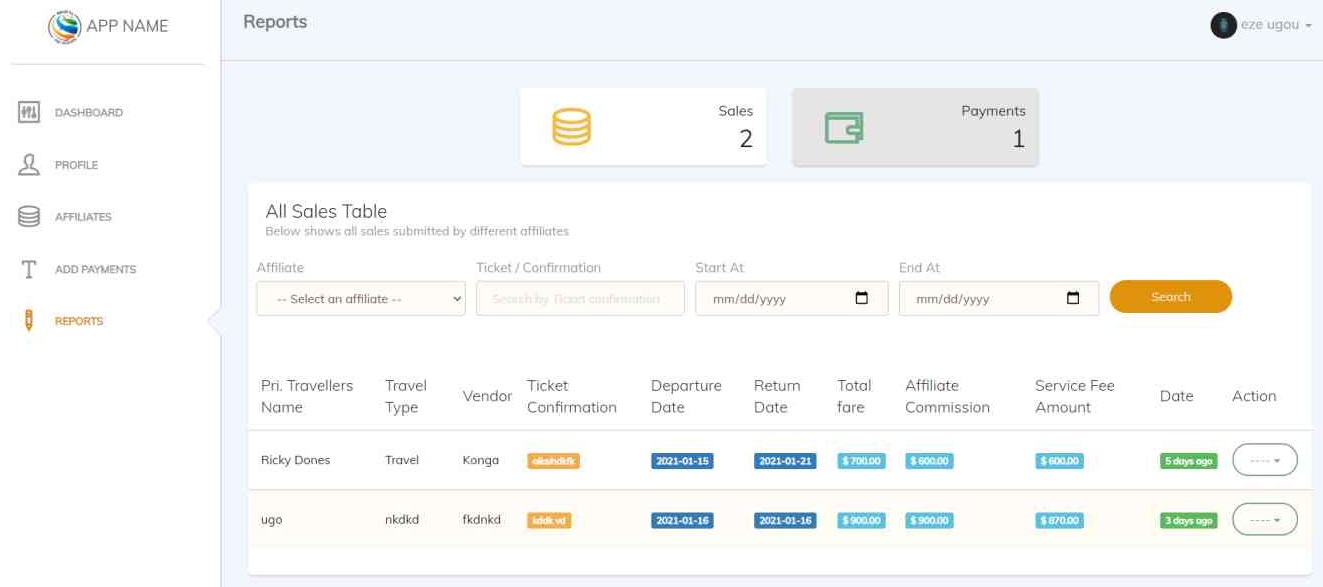 APP NAME
Reports
eze ugou
DASHBOARD
PROFILE
AFFILIATES
ADD PAYMENTS
REPORTS
Sales
2
Payments
1
All Sales Table
Below shows all sales submitted by different affiliates
Affiliate
Ticket / Confirmation
Start At
End At
-- Select an affiliate --
Search by Ticket confirmation
mm/dd/yyyy
mm/dd/yyyy
Search
Pri. Travellers
Name
Travel
Type
Vendor
Ticket
Confirmation
Departure
Date
Return
Date
Total
fare
Affiliate
Commission
Service Fee
Amount
Date
Action
Ricky Dones Travel Konga 2021-01-15 2021-01-21 $ 700.00 $ 600.00 $ 600.00 5 days ago ----
ugo nkdkd fkdnkd kddk vd 2021-01-16 2021-01-16 $ 900.00 $ 900.00 $ 870.00 3 days ago ----